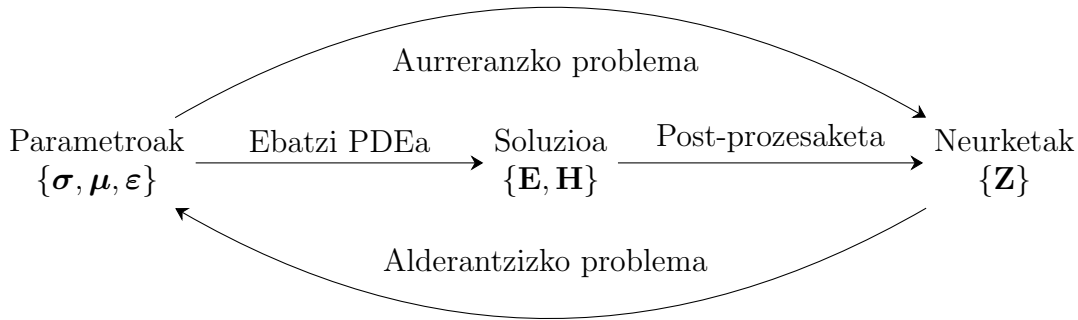 Aurreranzko problema
Parametroak
{σ, μ, ε}
Ebatzi PDEa
Soluzioa
{E, H}
Post-prozesaketa
Neurketak
{Z}
Alderantzizko problema